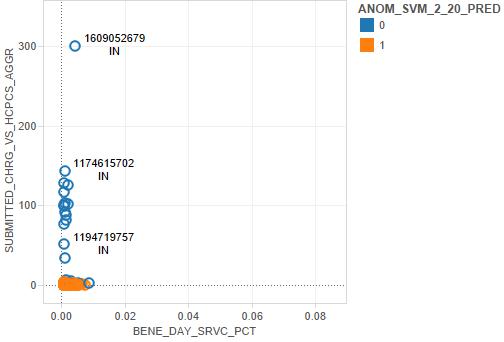 ANOM_SVM_2_20_PRED
0
1
SUBMITTED_CHRG_VS_HCPCS_AGGR
300
200
100
0
1609052679
IN
1174615702
IN
1194719757
IN
0.00 0.02 0.04 0.06 0.08
BENE_DAY_SRVC_PCT